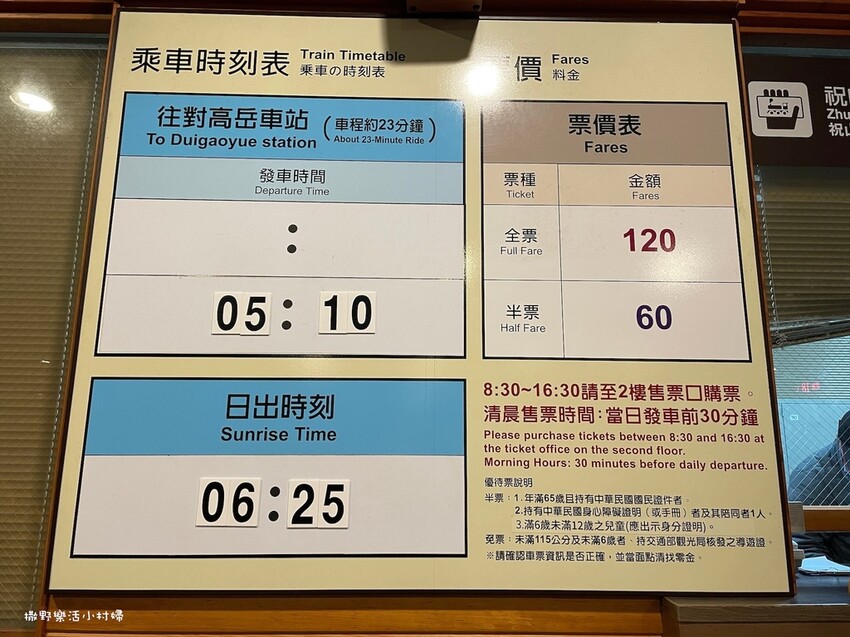 乘車時刻表 Train Timetable
乘車の時刻表
價 Fares
料金
往對高岳車站
To Duigaoyue station
(車程約23分鐘
About 23-Minute Ride)
發車時間
Departure Time
:
05:10
日出時刻
Sunrise Time
06:25
票價表
Fares
票種 金額
Ticket Fares
全票 120
Full Fare
半票 60
Half Fare
8:30~16:30請至2樓售票口購票。
清晨售票時間：當日發車前30分鐘
Please purchase tickets between 8:30 and 16:30 at
the ticket office on the second floor.
Morning Hours: 30 minutes before daily departure.
優待票說明
半票：1.年滿65歲且持有中華民國國民證件者。
2.持有中華民國身心障礙證明（或手冊）者及其陪同者1人。
3.滿6歲未滿12歲之兒童(應出示身分證明)。
免票：未滿115公分及未滿6歲者、持交通部觀光局核發之導遊證。
※請確認車票資訊是否正確，並當面點清找零金。
祝
Zhu
祝山
撒野樂活小村婦